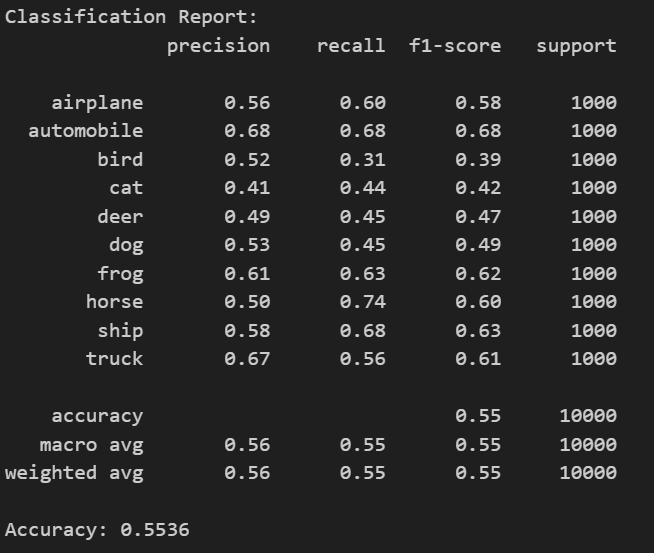 Classification Report:
precision recall f1-score support
airplane 0.56 0.60 0.58 1000
automobile 0.68 0.68 0.68 1000
bird 0.52 0.31 0.39 1000
cat 0.41 0.44 0.42 1000
deer 0.49 0.45 0.47 1000
dog 0.53 0.45 0.49 1000
frog 0.61 0.63 0.62 1000
horse 0.50 0.74 0.60 1000
ship 0.58 0.68 0.63 1000
truck 0.67 0.56 0.61 1000
accuracy 0.55 10000
macro avg 0.56 0.55 0.55 10000
weighted avg 0.56 0.55 0.55 10000
Accuracy: 0.5536